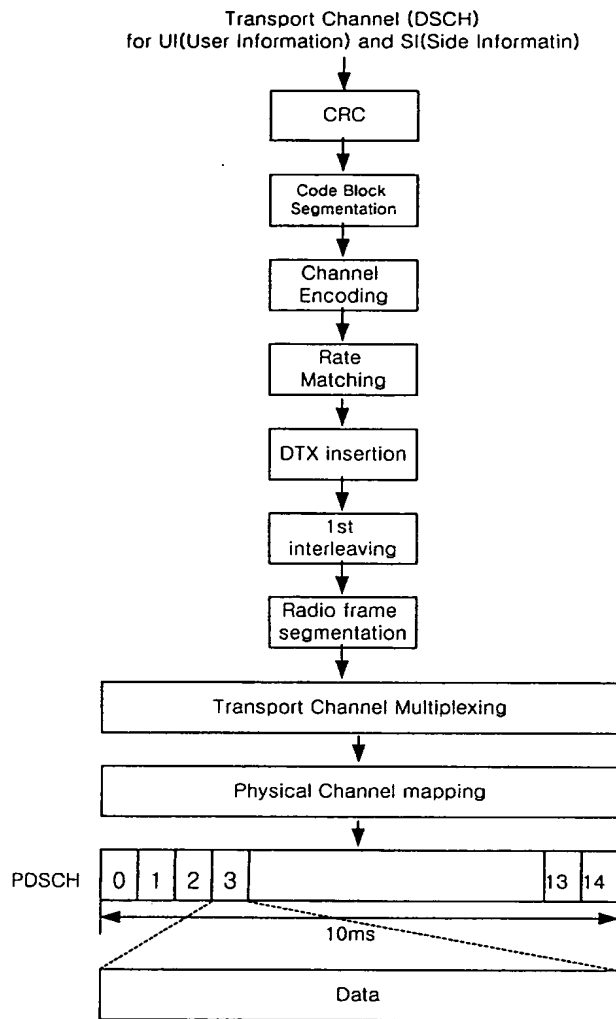 Transport Channel (DSCH)
for UI(User Information) and SI(Side Informatin)
CRC
Code Block
Segmentation
Channel
Encoding
Rate
Matching
DTX insertion
1st
interleaving
Radio frame
segmentation
Transport Channel Multiplexing
Physical Channel mapping
PDSCH 0 1 2 3 13 14
10ms
Data